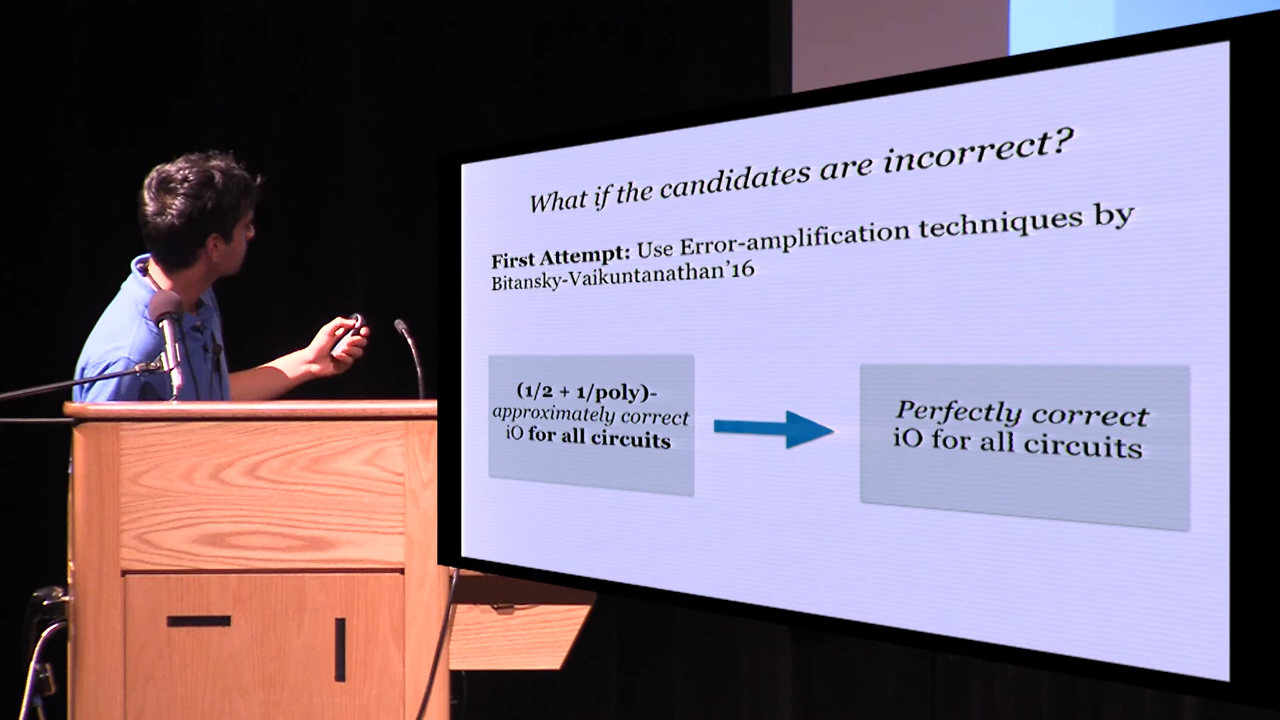 What if the candidates are incorrect?
First Attempt: Use Error-amplification techniques by
Bitansky-Vaikuntanathan'16
(1/2 + 1/poly)-
approximately correct
iO for all circuits
Perfectly correct
iO for all circuits